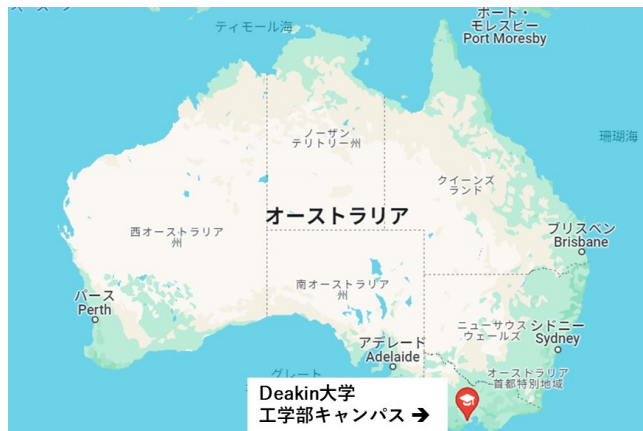 ティモール海
ポート・
モレスビー
Port Moresby
珊瑚海
ノーザン
テリトリー州
クイーンズ
ランド
オーストラリア
西オーストラリア
州
ブリスベン
Brisbane
南オーストラリア
州
パース
Perth
ニューサウス
ウェールズ
シドニー
Sydney
アデレード
Adelaide
オーストラリア
首都特別地域
グレート
Deakin大学
工学部キャンパス →